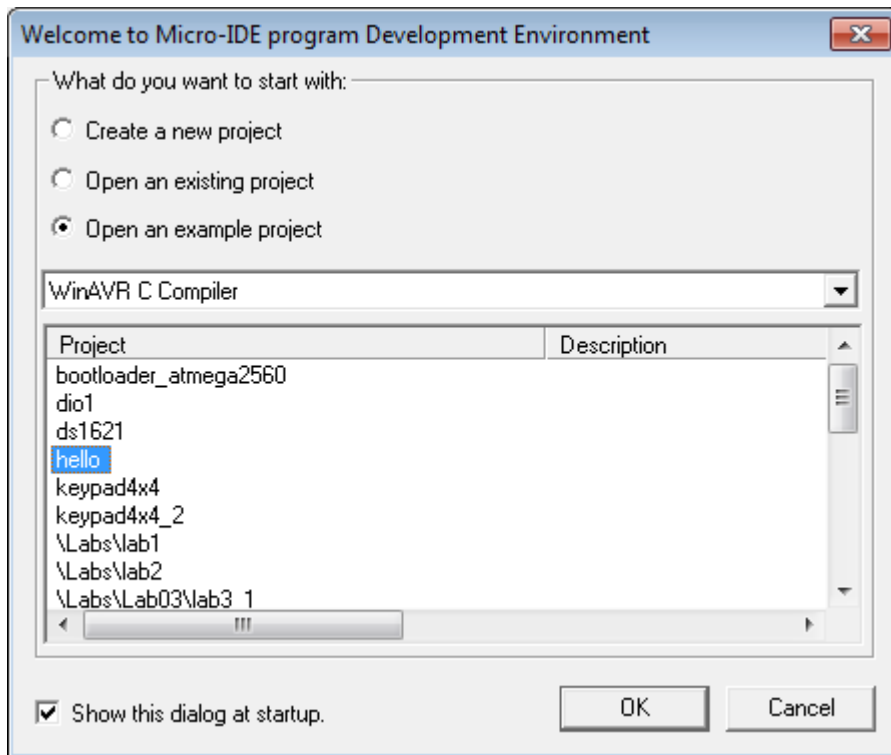 Welcome to Micro-IDE program Development Environment
What do you want to start with:
Create a new project
Open an existing project
Open an example project
WinAVR C Compiler
Project Description
bootloader_atmega2560
dio1
ds1621
hello
keypad4x4
keypad4x4_2
\Labs\lab1
\Labs\lab2
\Labs\Lab03\lab3_1
Show this dialog at startup. OK Cancel